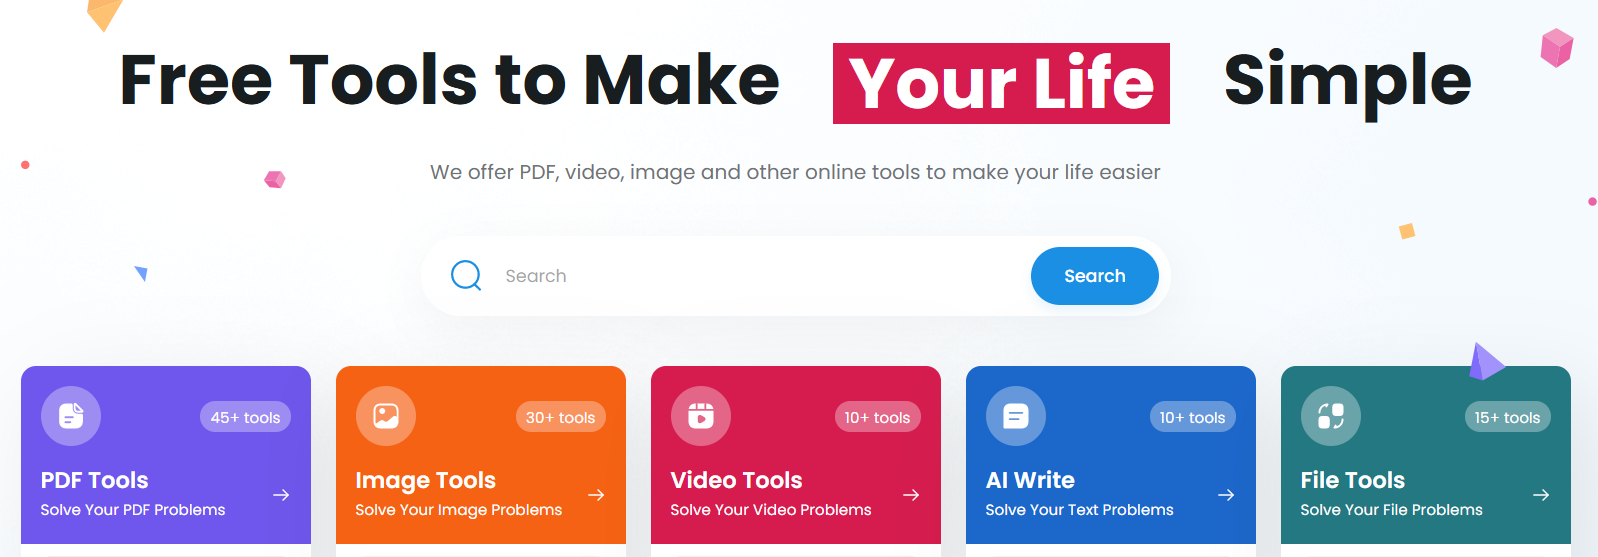 Free Tools to Make Your Life Simple
We offer PDF, video, image and other online tools to make your life easier
Search
Search
45+ tools
PDF Tools
Solve Your PDF Problems
30+ tools
Image Tools
Solve Your Image Problems
10+ tools
Video Tools
Solve Your Video Problems
10+ tools
AI Write
Solve Your Text Problems
15+ tools
File Tools
Solve Your File Problems